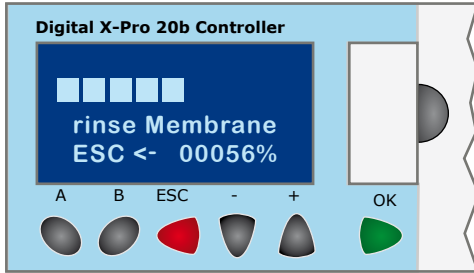 Digital X-Pro 20b Controller
rinse Membrane
ESC <- 00056%
A B ESC - + OK